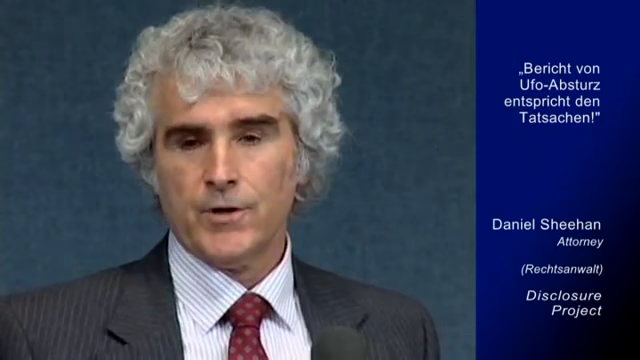 „Bericht von
Ufo-Absturz
entspricht den
Tatsachen!"
Daniel Sheehan
Attorney
(Rechtsanwalt)
Disclosure
Project